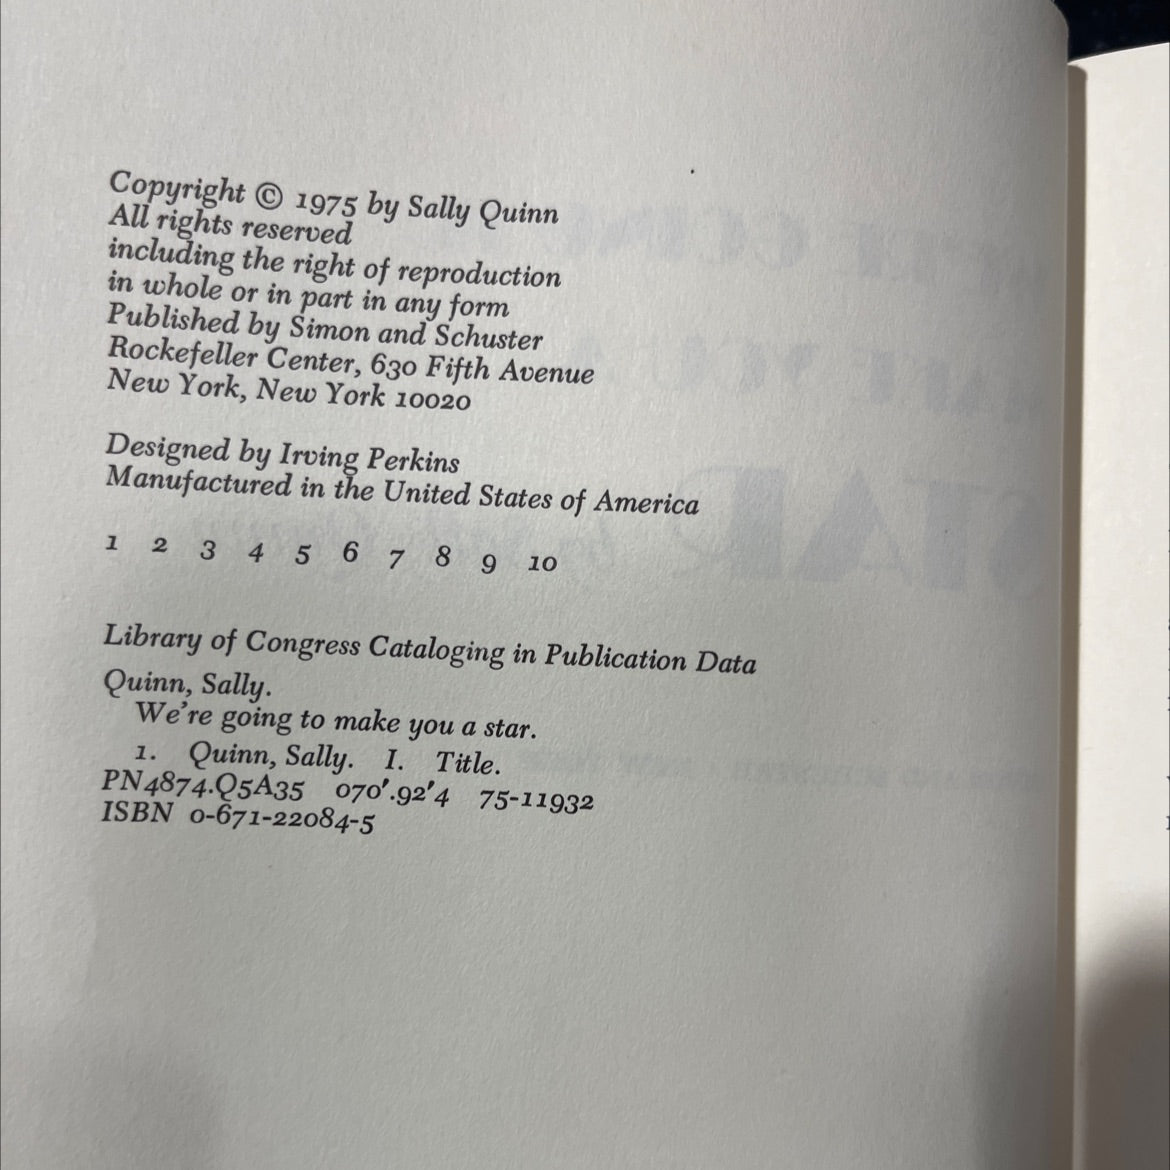 Copyright © 1975 by Sally Quinn
All rights reserved
including the right of reproduction
in whole or in part in any form
Published by Simon and Schuster
Rockefeller Center, 630 Fifth Avenue
New York, New York 10020
Designed by Irving Perkins
Manufactured in the United States of America
1 2 3 4 5 6 7 8 9 10
Library of Congress Cataloging in Publication Data
Quinn, Sally.
We're going to make you a star.
1. Quinn, Sally. I. Title.
PN4874.Q5A35 070′.92′4 75-11932
ISBN 0-671-22084-5